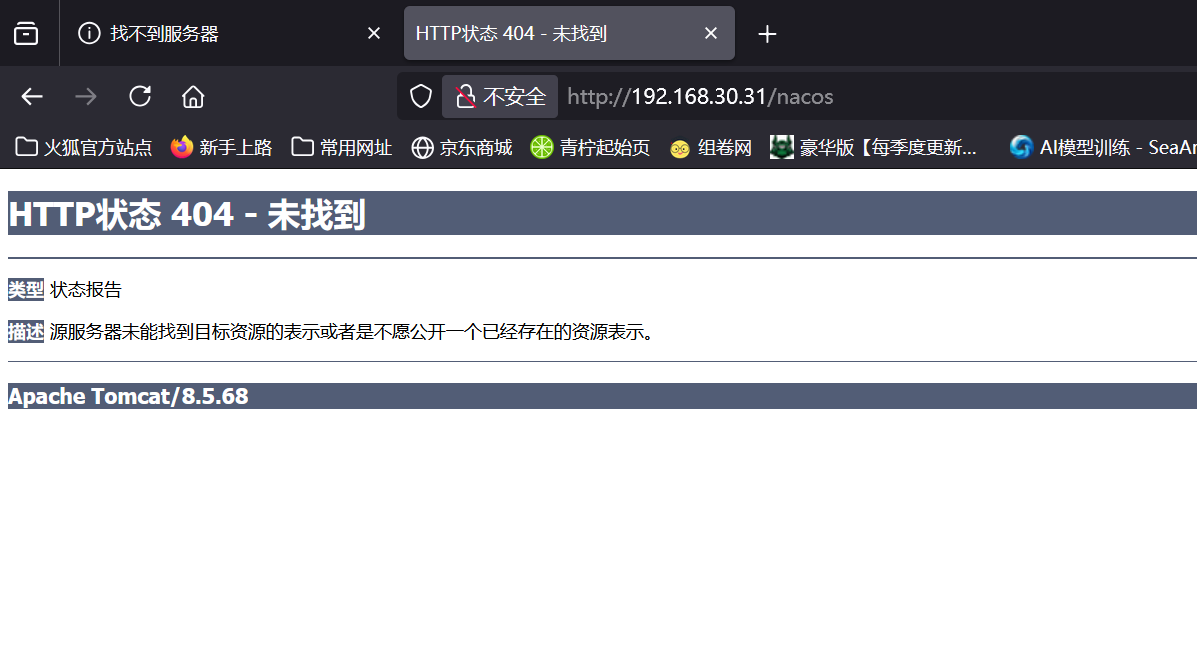 找不到服务器
HTTP状态 404 - 未找到
不安全 http://192.168.30.31/nacos
火狐官方站点 新手上路 常用网址 京东商城 青柠起始页 组卷网 豪华版【每季度更新... AI模型训练 - SeaAr
HTTP状态 404 - 未找到
类型 状态报告
描述 源服务器未能找到目标资源的表示或者是不愿公开一个已经存在的资源表示。
Apache Tomcat/8.5.68